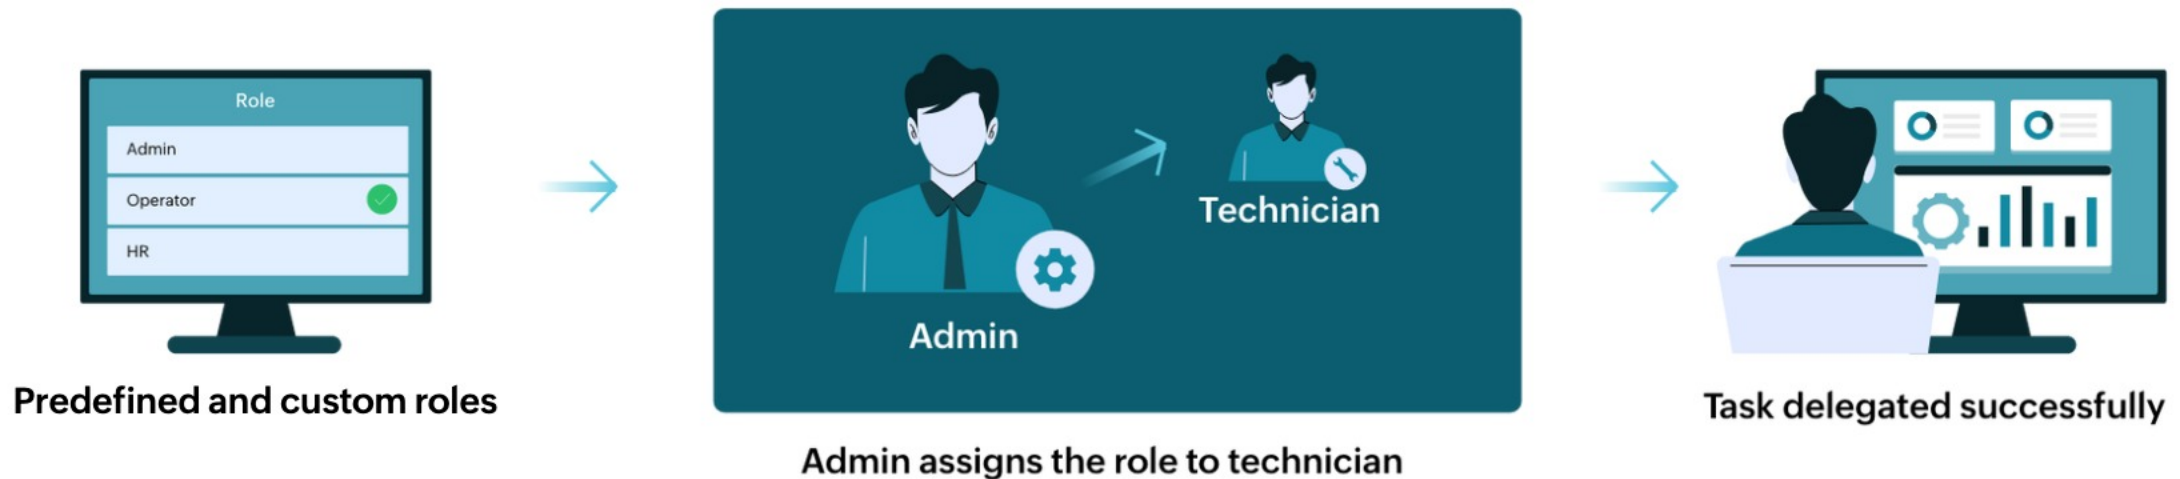 Role
Admin
Operator
HR
Predefined and custom roles
Admin
Technician
Admin assigns the role to technician
Task delegated successfully